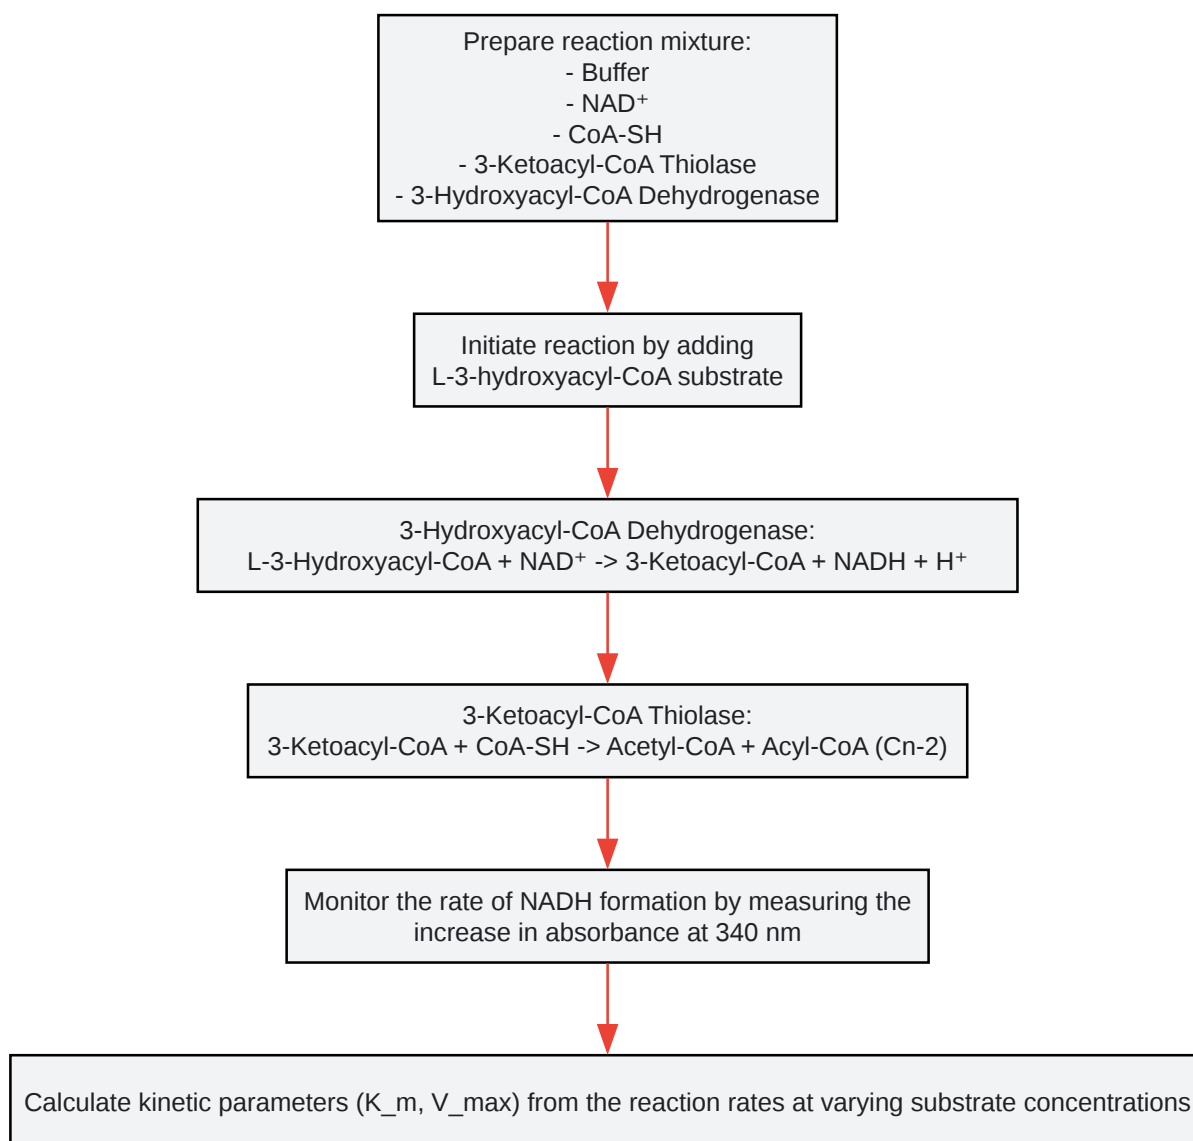 Prepare reaction mixture:
- Buffer
- NAD⁺
- CoA-SH
- 3-Ketoacyl-CoA Thiolase
- 3-Hydroxyacyl-CoA Dehydrogenase
Initiate reaction by adding
L-3-hydroxyacyl-CoA substrate
3-Hydroxyacyl-CoA Dehydrogenase:
L-3-Hydroxyacyl-CoA + NAD⁺ -> 3-Ketoacyl-CoA + NADH + H⁺
3-Ketoacyl-CoA Thiolase:
3-Ketoacyl-CoA + CoA-SH -> Acetyl-CoA + Acyl-CoA (Cn-2)
Monitor the rate of NADH formation by measuring the
increase in absorbance at 340 nm
Calculate kinetic parameters (K_m, V_max) from the reaction rates at varying substrate concentrations